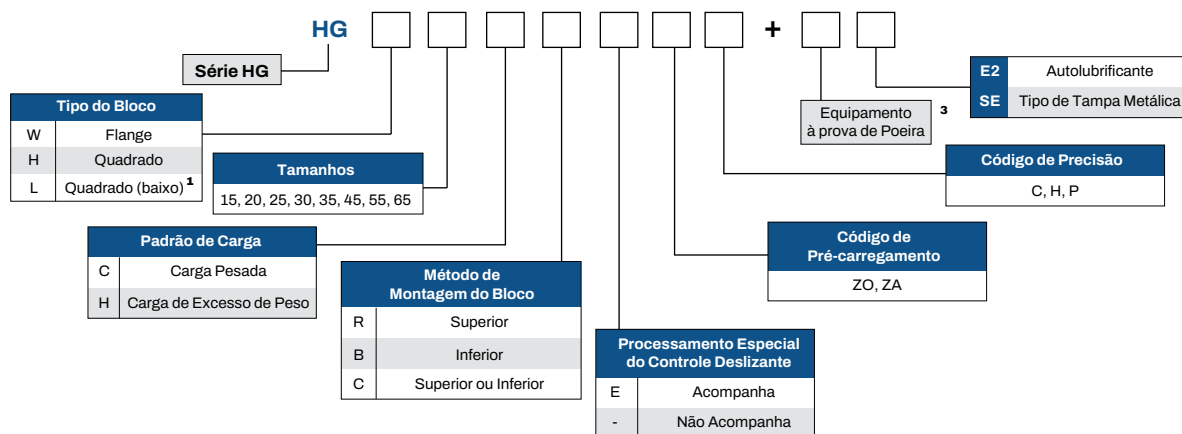 HG
+
Série HG
E2 Autolubrificante
SE Tipo de Tampa Metálica
Tipo do Bloco
W Flange
H Quadrado
L Quadrado (baixo) 1
Equipamento
à prova de Poeira
3
Tamanhos
15, 20, 25, 30, 35, 45, 55, 65
Código de Precisão
C, H, P
Padrão de Carga
C Carga Pesada
H Carga de Excesso de Peso
Código de
Pré-carregamento
ZO, ZA
Método de
Montagem do Bloco
R Superior
B Inferior
C Superior ou Inferior
Processamento Especial
do Controle Deslizante
E Acompanha
- Não Acompanha